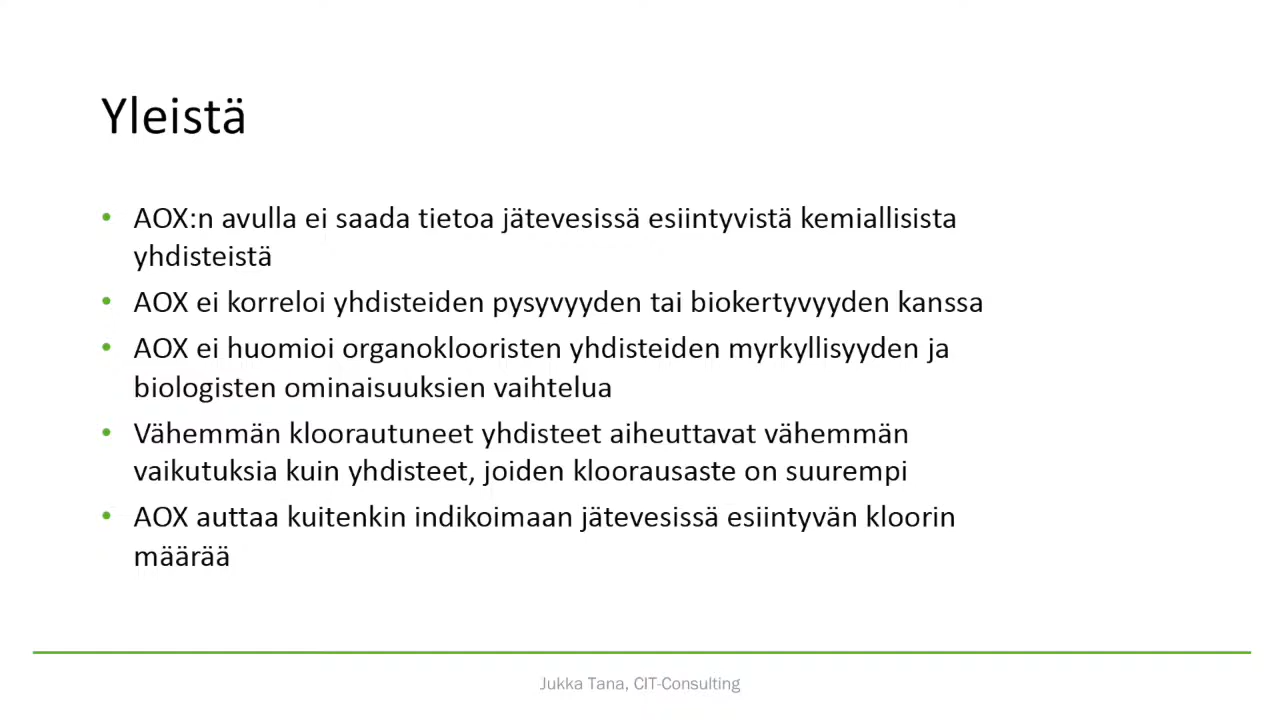 Yleistä
• AOX:n avulla ei saada tietoa jätevesissä esiintyvistä kemiallisista
yhdisteistä
• AOX ei korreloi yhdisteiden pysyvyyden tai biokertyvyyden kanssa
• AOX ei huomioi organoklooristen yhdisteiden myrkyllisyyden ja
biologisten ominaisuuksien vaihtelua
• Vähemmän kloorautuneet yhdisteet aiheuttavat vähemmän
vaikutuksia kuin yhdisteet, joiden kloorausaste on suurempi
• AOX auttaa kuitenkin indikoimaan jätevesissä esiintyvän kloorin
määrää
Jukka Tana, CIT-Consulting